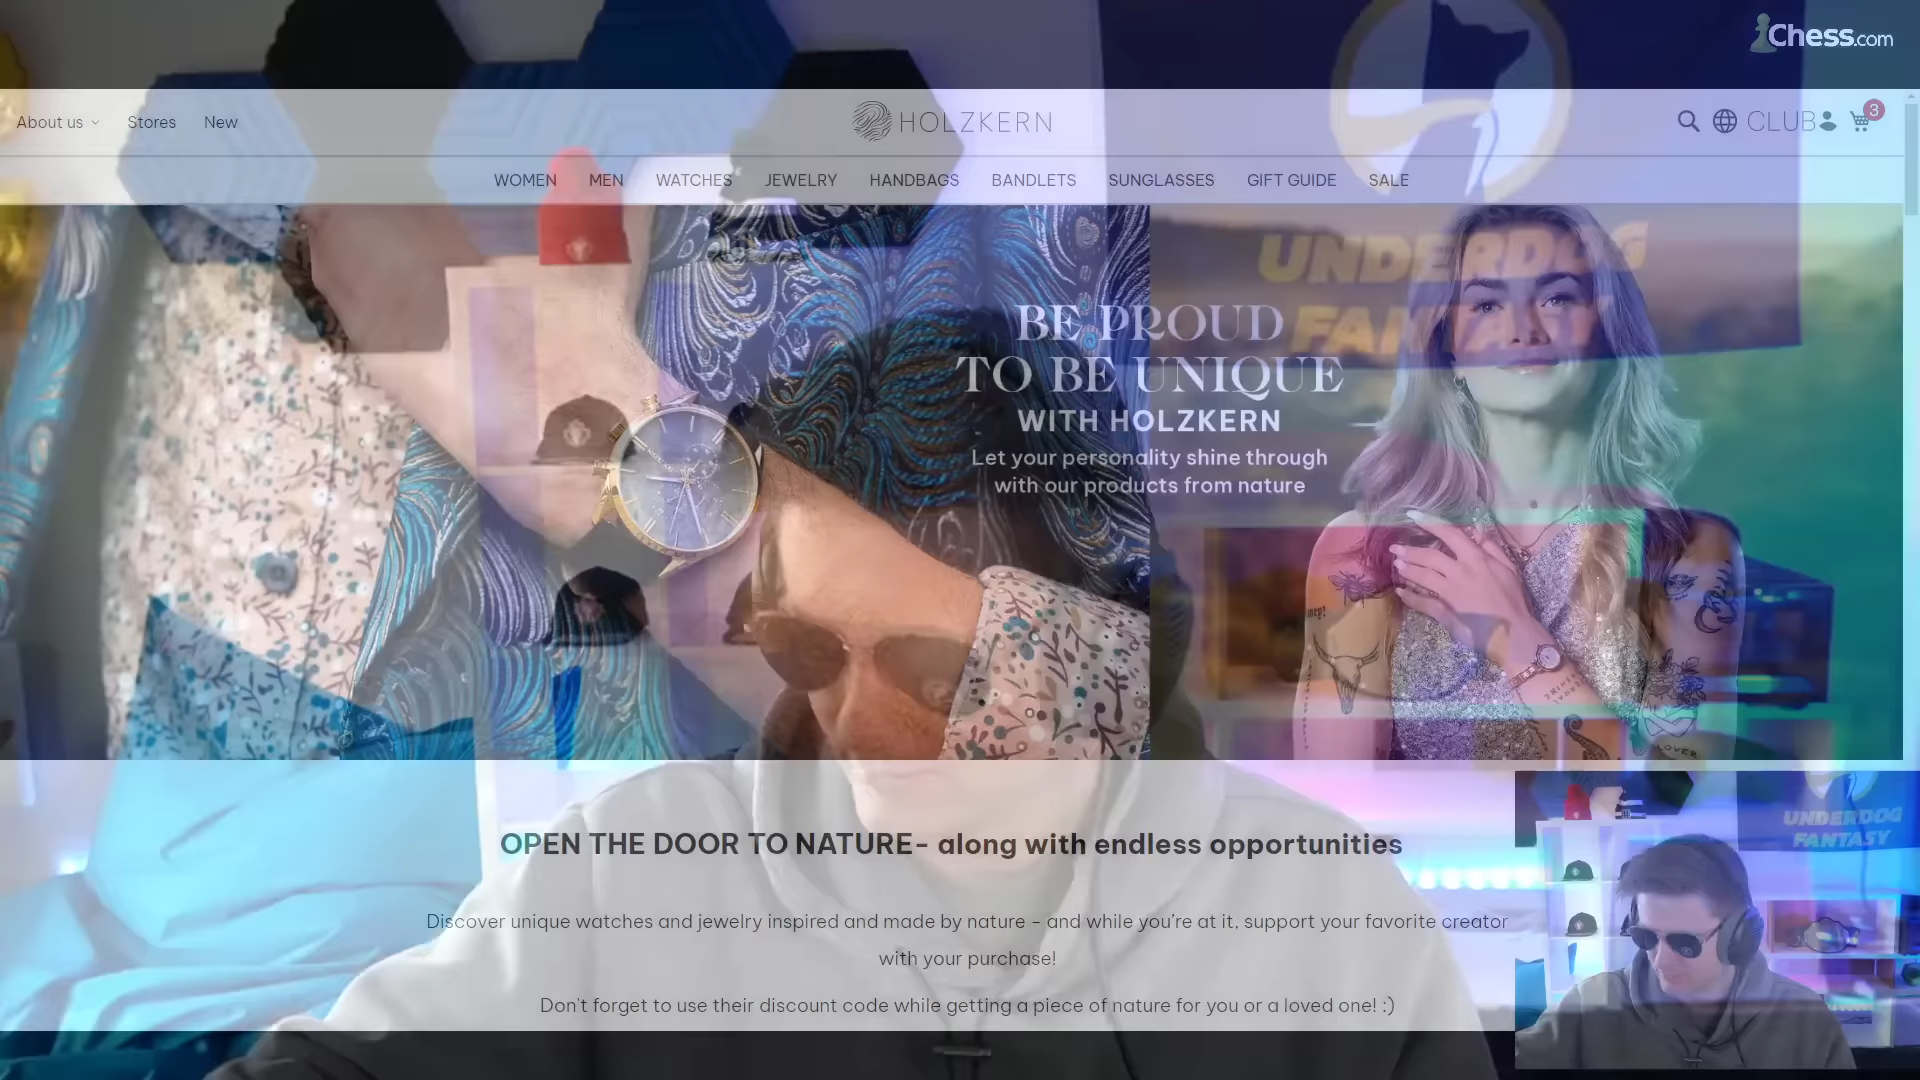 Chess.com
About us
Stores
New
HOLZKERN
CLUB
3
WOMEN
MEN
WATCHES
JEWELRY
HANDBAGS
BANDLETS
SUNGLASSES
GIFT GUIDE
SALE
UNDERDOG
BE PROUD
TO BE UNIQUE
WITH HOLZKERN
Let your personality shine through
with our products from nature
LOVER
OPEN THE DOOR TO NATURE- along with endless opportunities
Discover unique watches and jewelry inspired and made by nature – and while you're at it, support your favorite creator
with your purchase!
Don't forget to use their discount code while getting a piece of nature for you or a loved one! :)
UNDERDOG
FANTASY